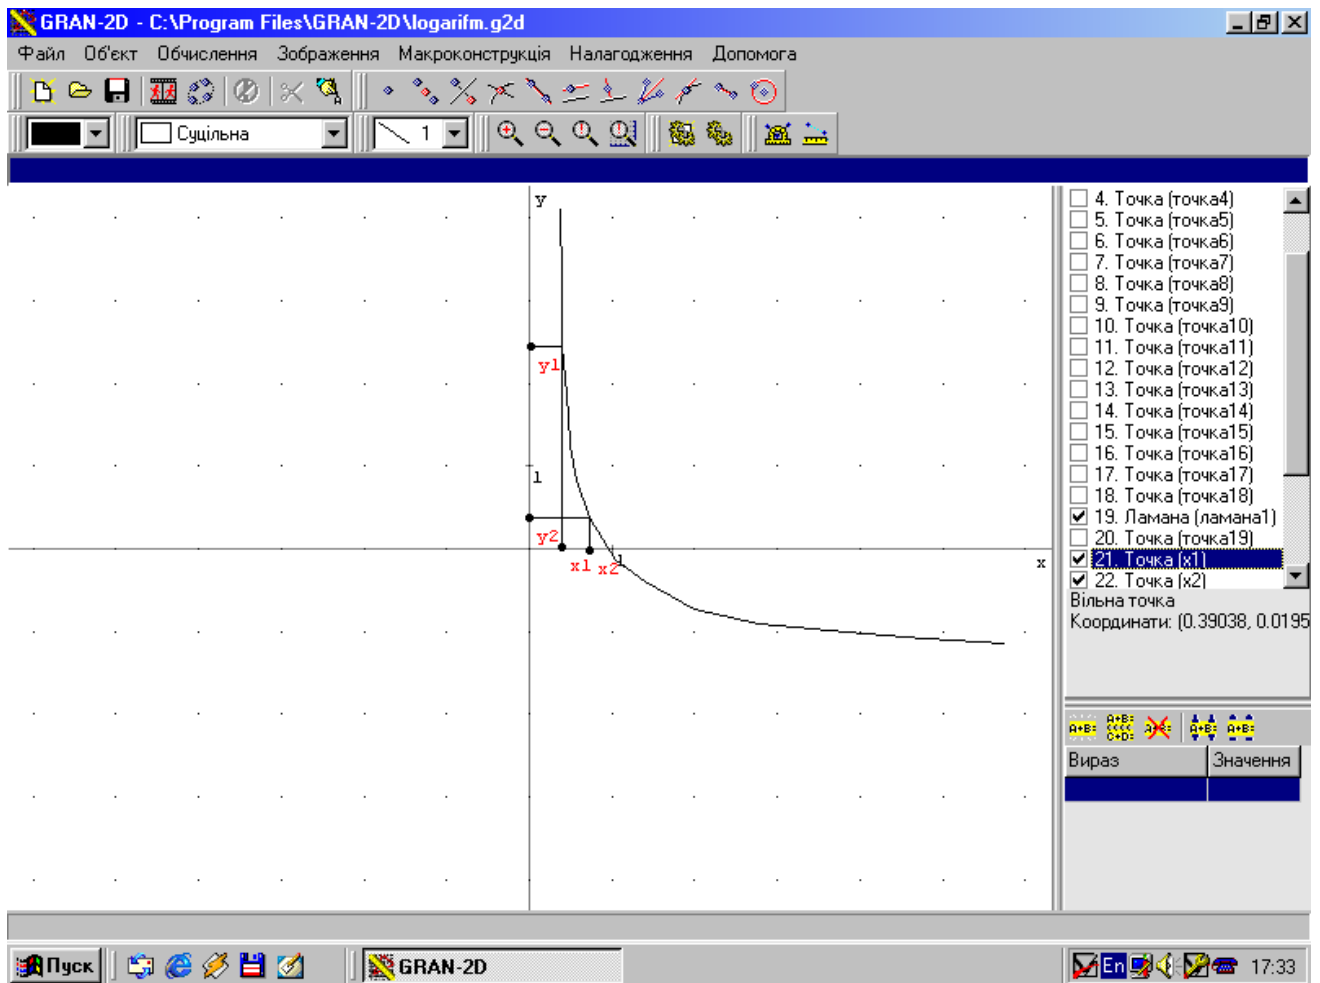 GRAN-2D - C:\Program Files\GRAN-2D\logarifm.g2d
Файл Об'єкт Обчислення Зображення Макроконструкція Налагодження Допомога
Суцільна 1
y
y1
1
y2
x1 x2 1 x
4. Точка (точка4)
5. Точка (точка5)
6. Точка (точка6)
7. Точка (точка7)
8. Точка (точка8)
9. Точка (точка9)
10. Точка (точка10)
11. Точка (точка11)
12. Точка (точка12)
13. Точка (точка13)
14. Точка (точка14)
15. Точка (точка15)
16. Точка (точка16)
17. Точка (точка17)
18. Точка (точка18)
19. Ламана (ламана1)
20. Точка (точка19)
21. Точка (x1)
22. Точка (x2)
Вільна точка
Координати: (0.39038, 0.0195
Вираз Значення
Пуск GRAN-2D En 17:33